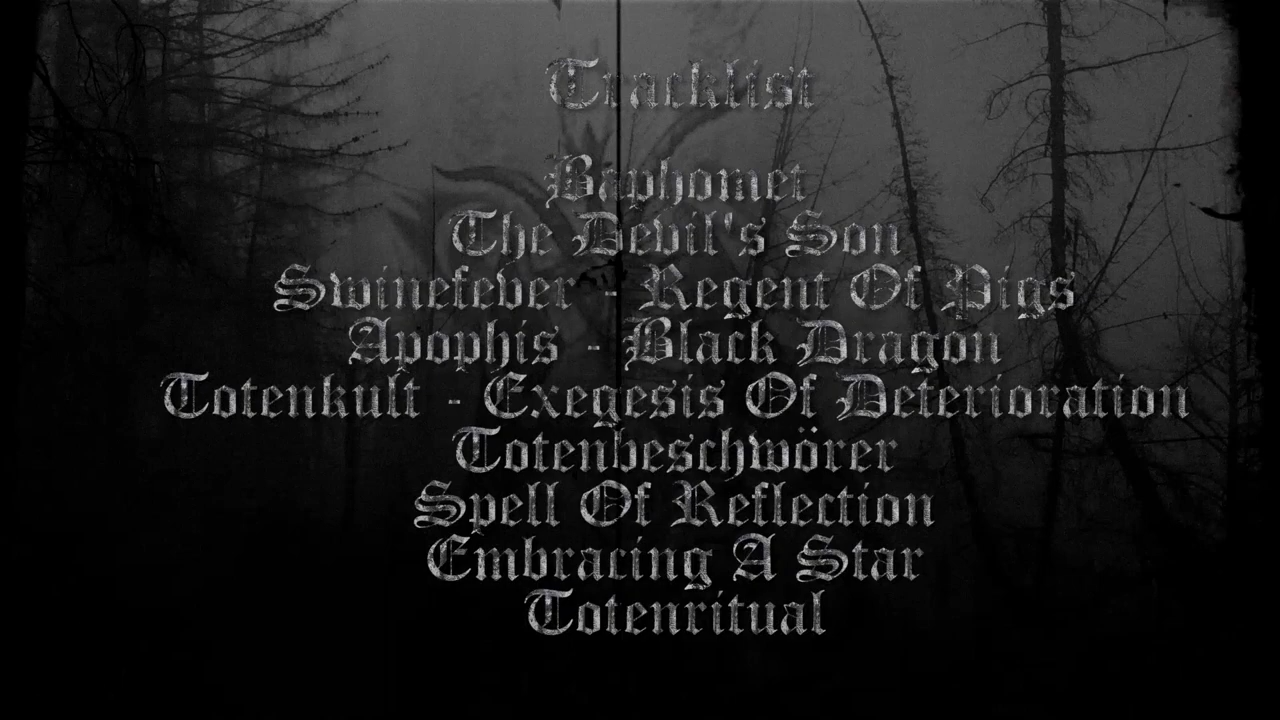 Tracklist
Baphomet
The Devil's Son
Swinefever - Regent Of Pigs
Apophis - Black Dragon
Totenkult - Exegesis Of Deterioration
Totenbeschwörer
Spell Of Reflection
Embracing A Star
Totenritual